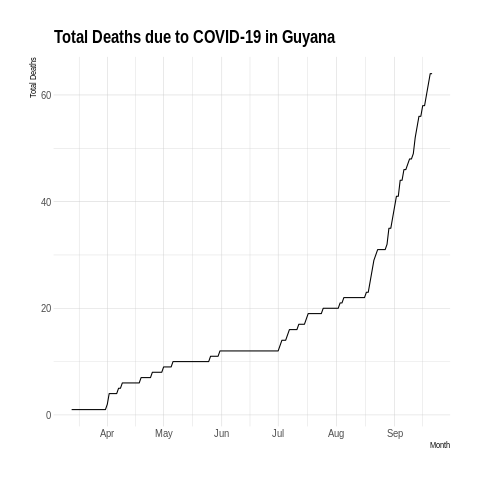 Total Deaths due to COVID-19 in Guyana
Total Deaths
60
40
20
0
Apr May Jun Jul Aug Sep
Month